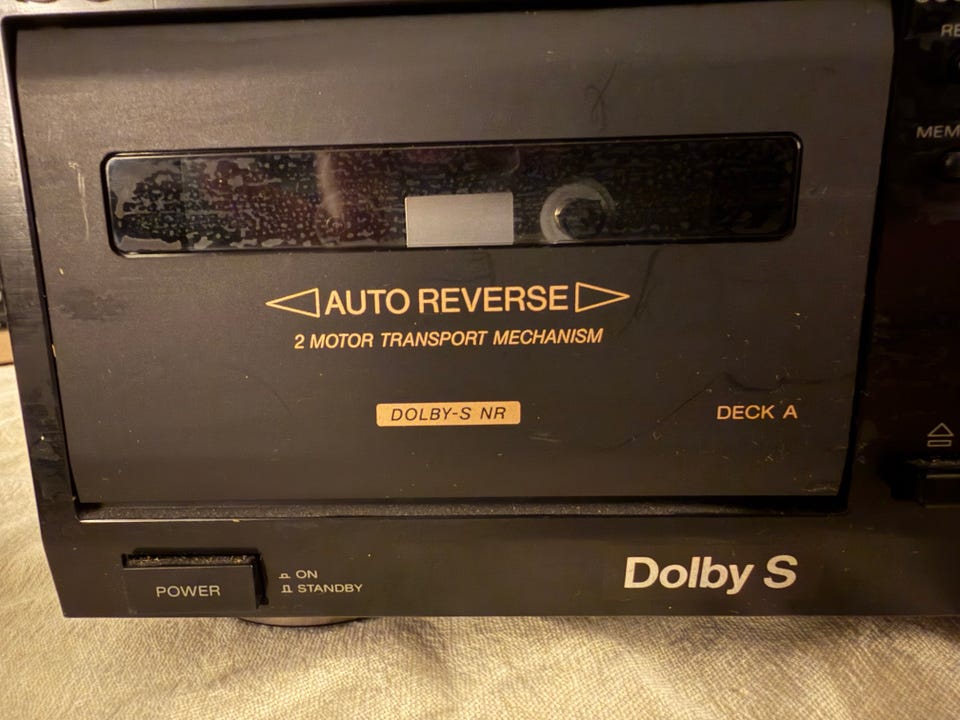 AUTO REVERSE
2 MOTOR TRANSPORT MECHANISM
DOLBY-S NR
DECK A
POWER
ON
STANDBY
Dolby S